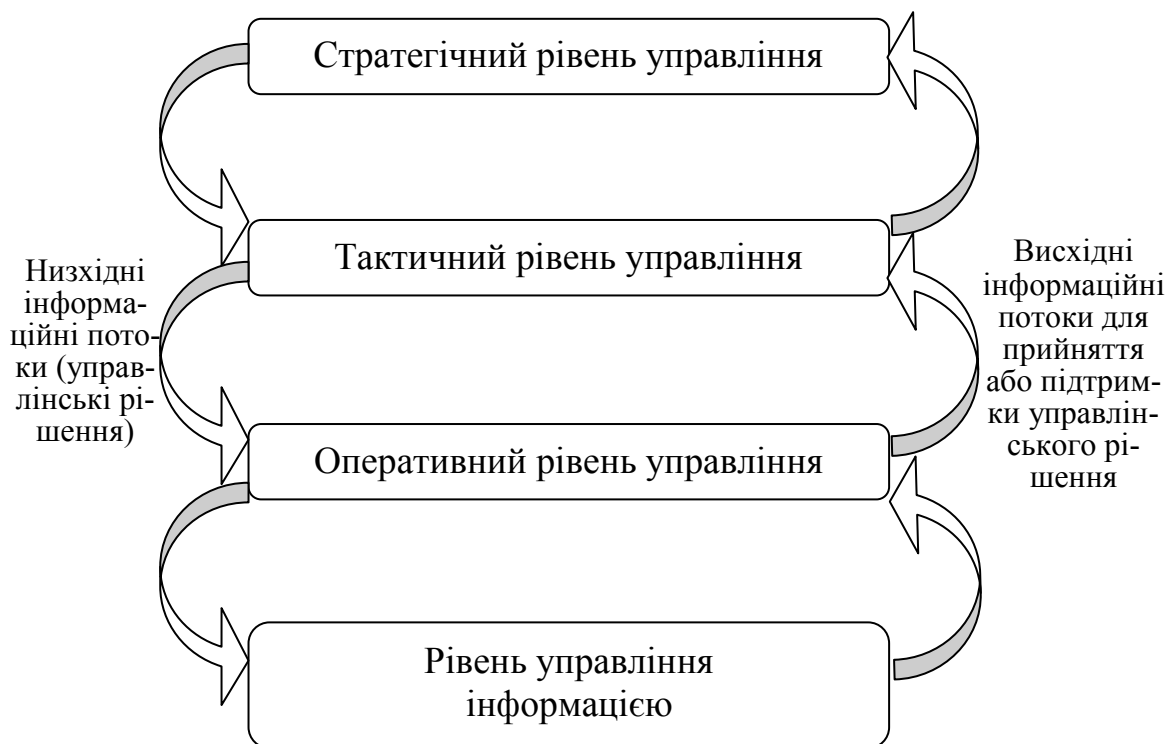 Стратегічний рівень управління
Тактичний рівень управління
Низхідні
інформа-
ційні пото-
ки (управ-
лінські рі-
шення)
Висхідні
інформаційні
потоки для
прийняття
або підтрим-
ки управлін-
ського рі-
шення
Оперативний рівень управління
Рівень управління
інформацією